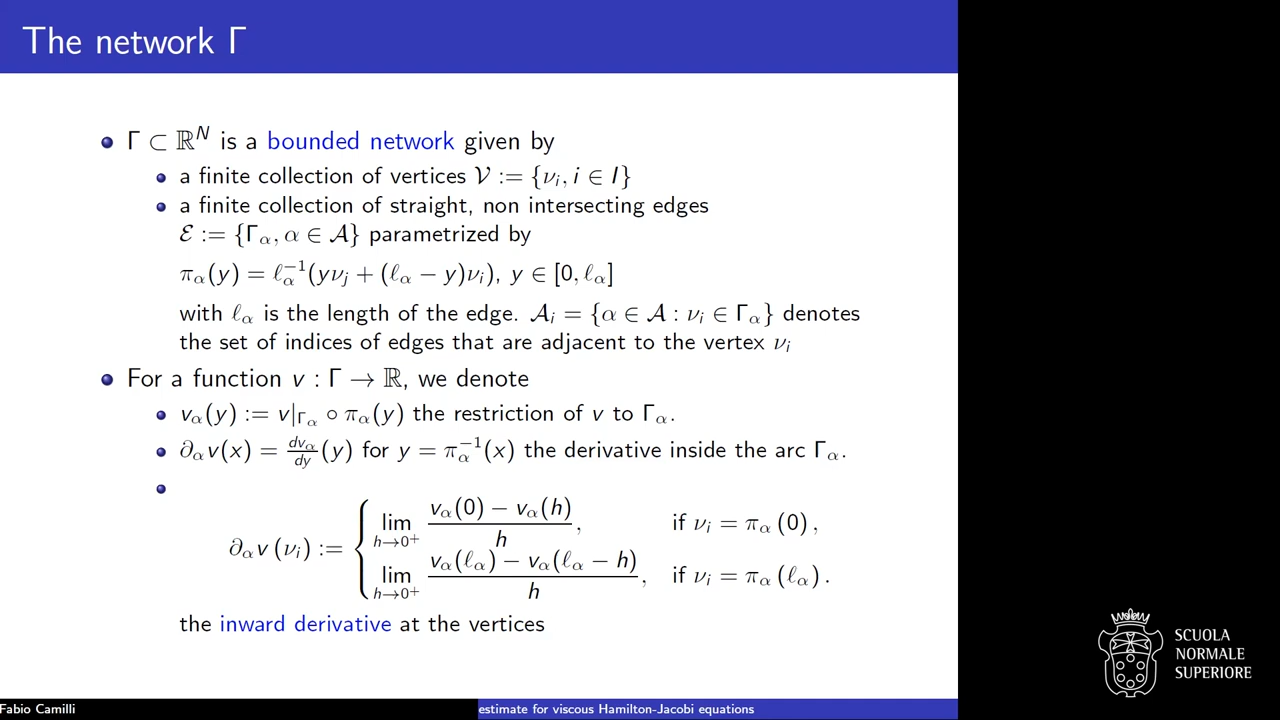 The network Γ
Γ ⊂ ℝ^N is a bounded network given by
a finite collection of vertices 𝒱 := {ν_i, i ∈ I}
a finite collection of straight, non intersecting edges
ℰ := {Γ_α, α ∈ 𝒜} parametrized by
π_α(y) = ℓ_α^{−1}(yν_j + (ℓ_α − y)ν_i), y ∈ [0, ℓ_α]
with ℓ_α is the length of the edge. 𝒜_i = {α ∈ 𝒜 : ν_i ∈ Γ_α} denotes
the set of indices of edges that are adjacent to the vertex ν_i
For a function v : Γ → ℝ, we denote
v_α(y) := v|_{Γ_α} ∘ π_α(y) the restriction of v to Γ_α.
∂_α v(x) = dv_α/dy (y) for y = π_α^{−1}(x) the derivative inside the arc Γ_α.
∂_α v (ν_i) := { lim_{h→0^+} (v_α(0) − v_α(h))/h, if ν_i = π_α (0),
lim_{h→0^+} (v_α(ℓ_α) − v_α(ℓ_α − h))/h, if ν_i = π_α (ℓ_α).
the inward derivative at the vertices
SCUOLA
NORMALE
SUPERIORE
Fabio Camilli
estimate for viscous Hamilton-Jacobi equations